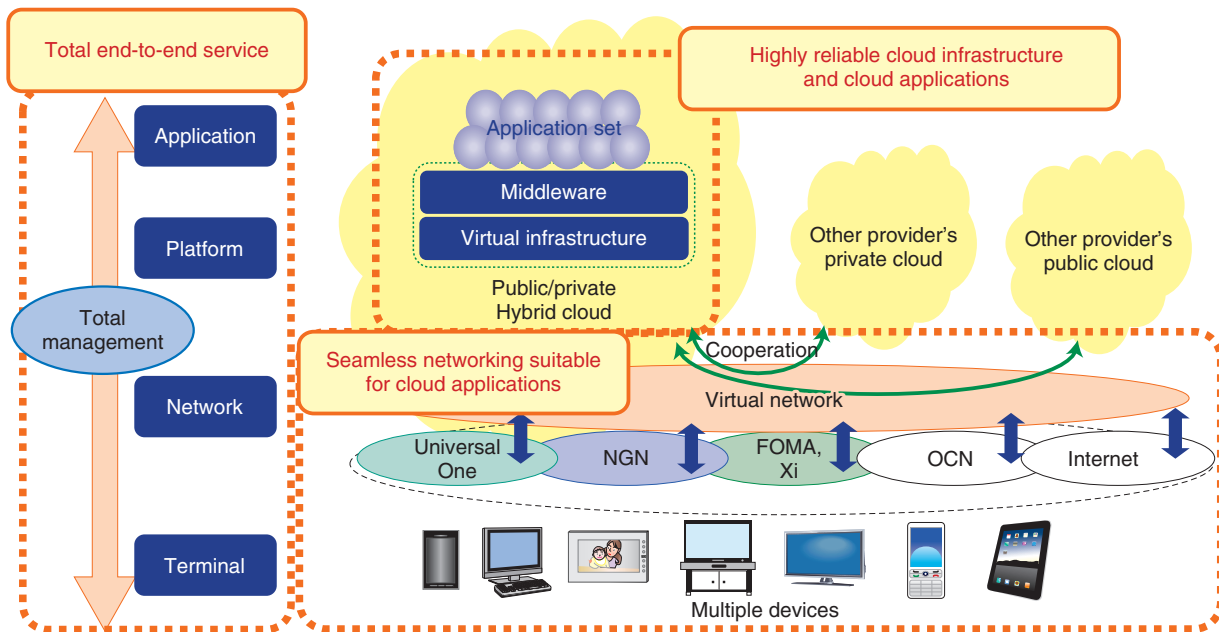 Total end-to-end service
Application
Platform
Total
management
Network
Terminal
Highly reliable cloud infrastructure
and cloud applications
Application set
Middleware
Virtual infrastructure
Public/private
Hybrid cloud
Other provider's
private cloud
Other provider's
public cloud
Seamless networking suitable
for cloud applications
Cooperation
Virtual network
Universal
One
NGN
FOMA,
Xi
OCN
Internet
Multiple devices